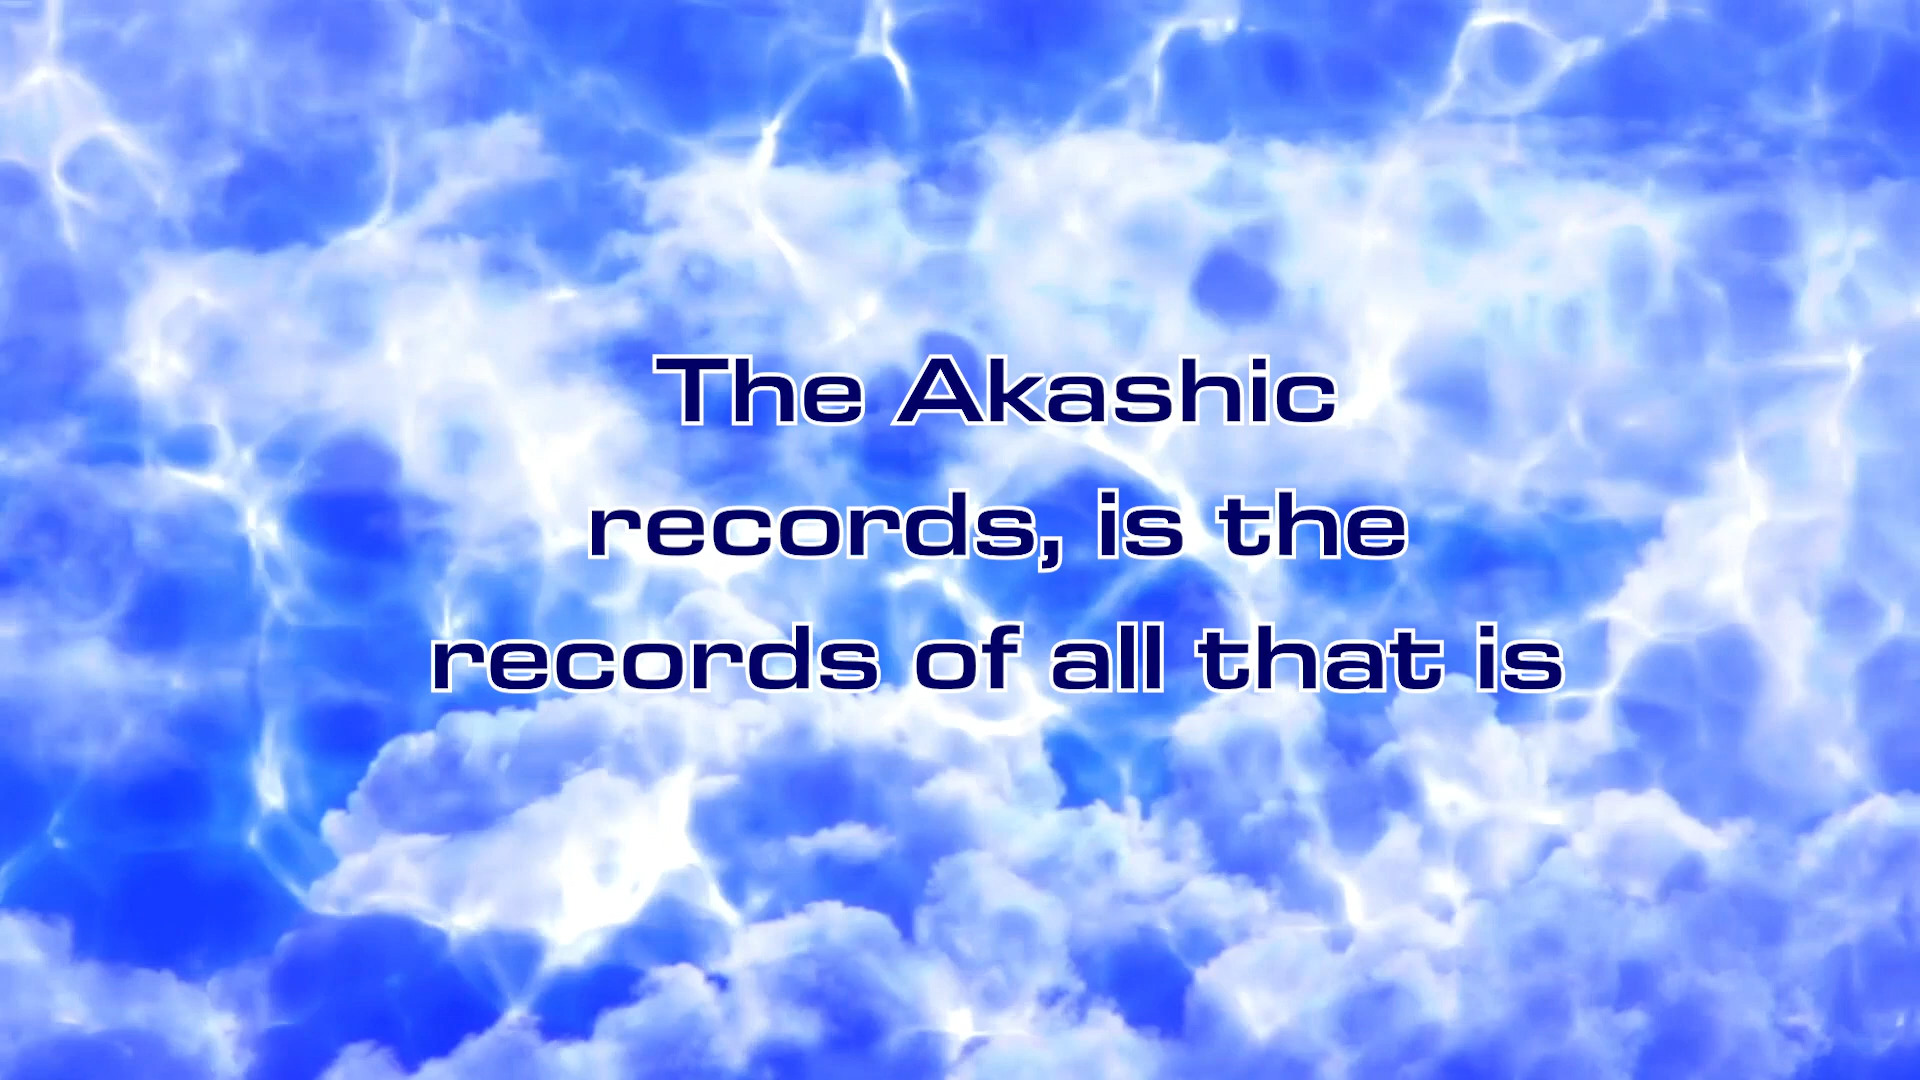 The Akashic
records, is the
records of all that is